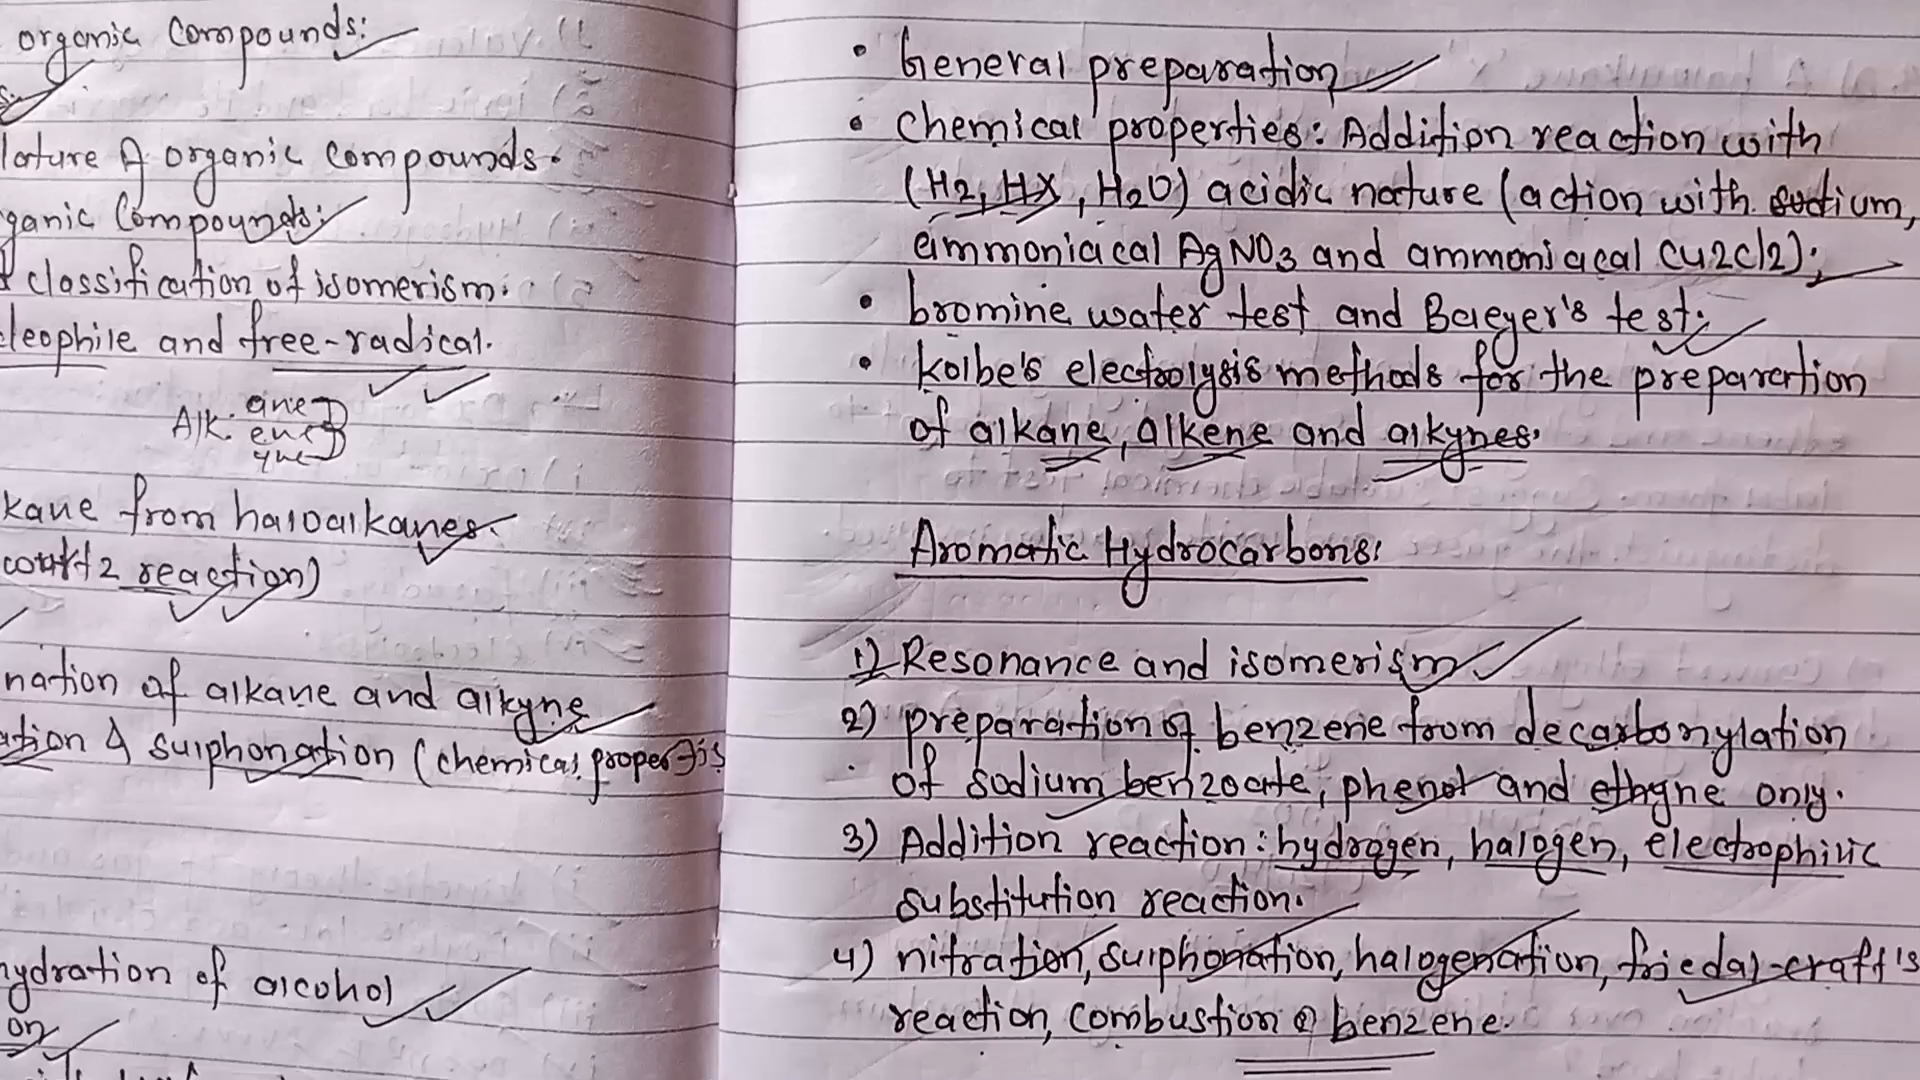 organic compounds:
s:
lature of organic compounds.
ganic Compounds:
d classification of isomerism:
cleophile and free-radical.
Alk. ane
ene
yne
kane from haloalkanes.
reaction)
nation of alkane and alkyne
ation & sulphonation (chemical propertis
hydration of alcohol
on
• General preparation
• chemical properties: Addition reaction with
(H2, HX, H2O) acidic nature (action with sodium,
ammoniacal AgNO3 and ammoniacal Cu2cl2);
• bromine water test and Baeyer's test;
• kolbe's electrolysis methods for the preparation
of alkane, alkene and alkynes.
Aromatic Hydrocarbons:
1) Resonance and isomerism
2) preparation of benzene from decarbonylation
of sodium benzoate, phenol and ethyne only.
3) Addition reaction: hydrogen, halogen, electrophilic
substitution reaction.
4) nitration, sulphonation, halogenation, friedal-craft's
reaction, combustion @ benzene.